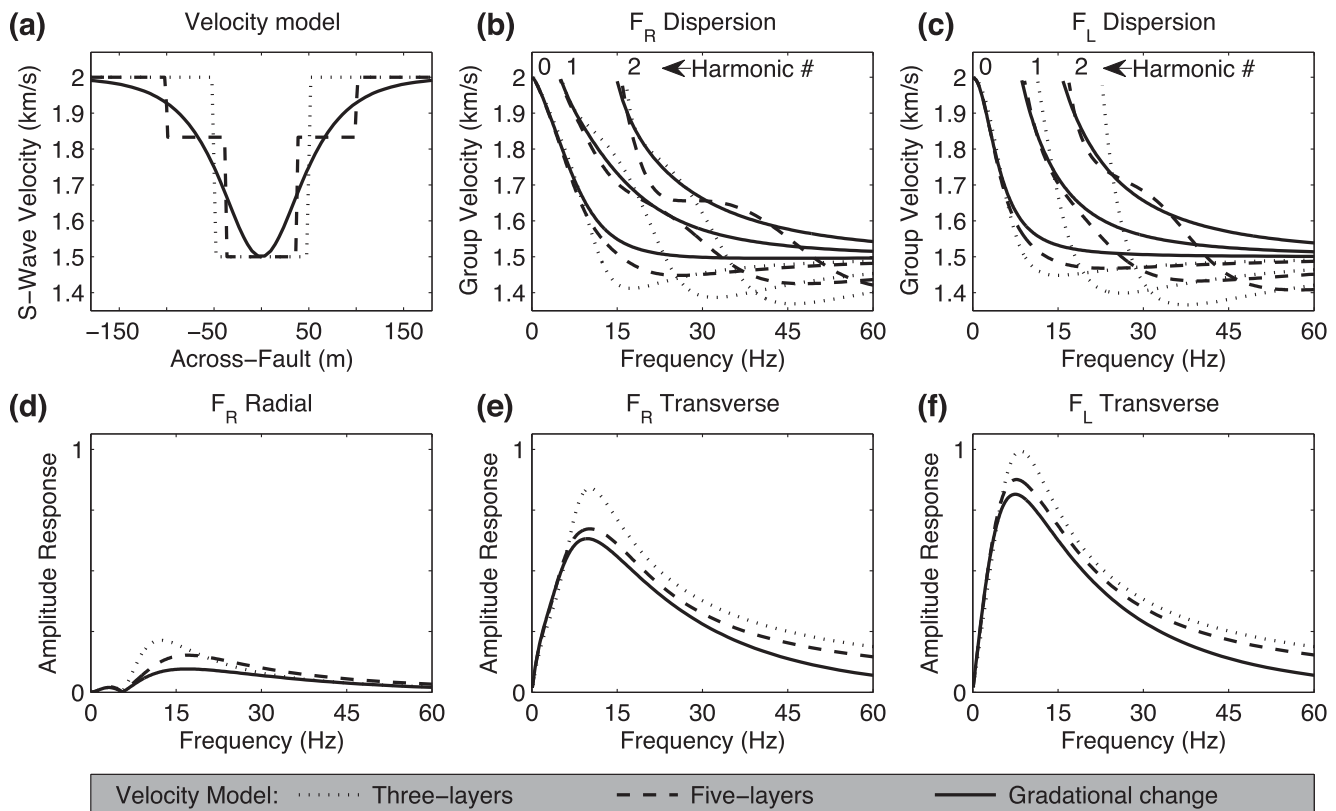 (a) Velocity model
S−Wave Velocity (km/s)
2
1.9
1.8
1.7
1.6
1.5
1.4
−150 −50 50 150
Across−Fault (m)
(b) F_R Dispersion
0 1 2 Harmonic #
Group Velocity (km/s)
2
1.9
1.8
1.7
1.6
1.5
1.4
0 15 30 45 60
Frequency (Hz)
(c) F_L Dispersion
0 1 2 Harmonic #
Group Velocity (km/s)
2
1.9
1.8
1.7
1.6
1.5
1.4
0 15 30 45 60
Frequency (Hz)
(d) F_R Radial
Amplitude Response
1
0
0 15 30 45 60
Frequency (Hz)
(e) F_R Transverse
Amplitude Response
1
0
0 15 30 45 60
Frequency (Hz)
(f) F_L Transverse
Amplitude Response
1
0
0 15 30 45 60
Frequency (Hz)
Velocity Model: Three−layers Five−layers Gradational change